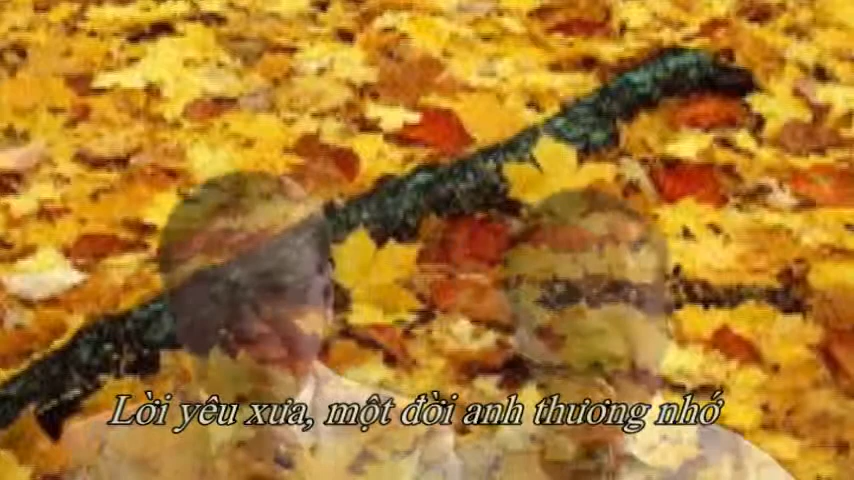 Lời yêu xưa, một đời anh thương nhớ